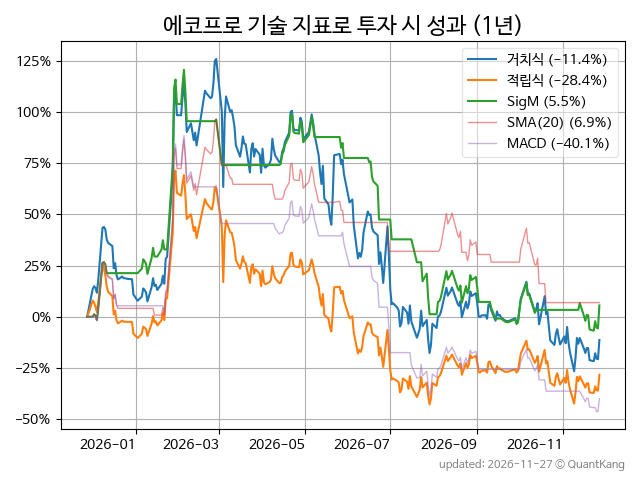 에코프로 기술 지표로 투자 시 성과 (1년)
거치식 (−11.4%)
적립식 (−28.4%)
SigM (5.5%)
SMA(20) (6.9%)
MACD (−40.1%)
125%
100%
75%
50%
25%
0%
−25%
−50%
2026-01 2026-03 2026-05 2026-07 2026-09 2026-11
updated: 2026-11-27 © QuantKang